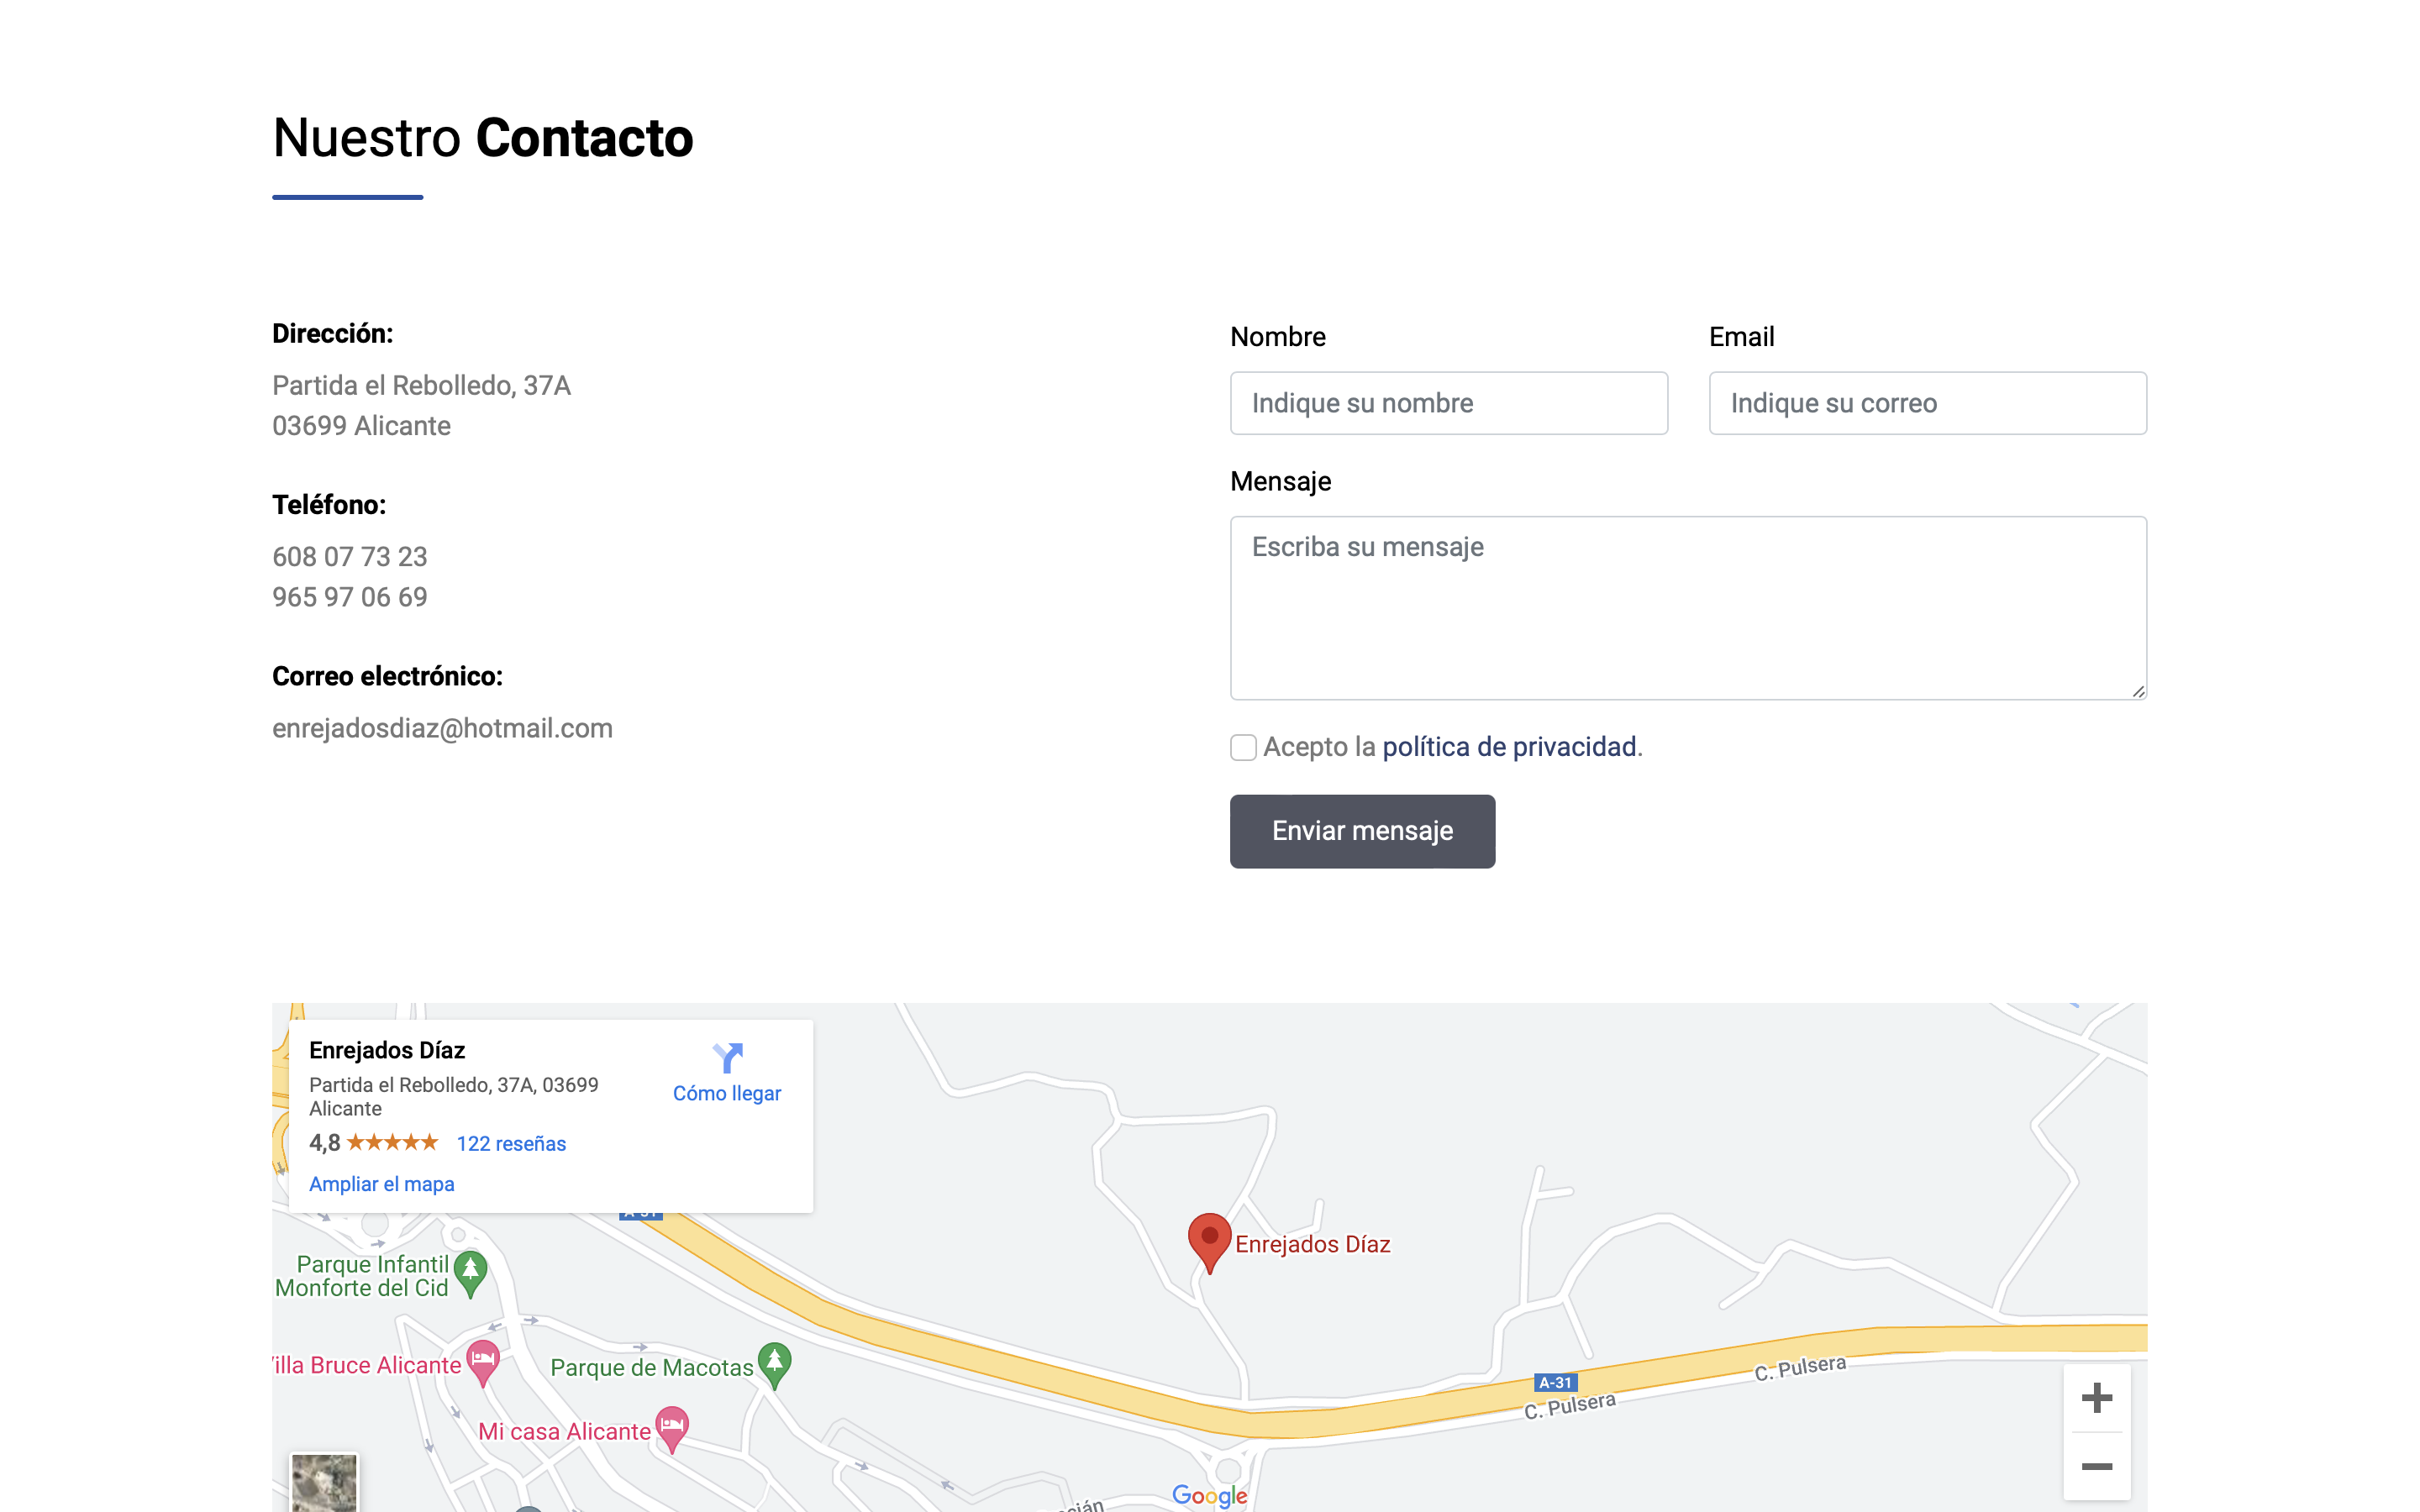 Nuestro Contacto
Dirección:
Partida el Rebolledo, 37A
03699 Alicante
Teléfono:
608 07 73 23
965 97 06 69
Correo electrónico:
enrejadosdiaz@hotmail.com
Nombre
Email
Indique su nombre
Indique su correo
Mensaje
Escriba su mensaje
Acepto la política de privacidad.
Enviar mensaje
Enrejados Díaz
Partida el Rebolledo, 37A, 03699
Alicante
4,8
122 reseñas
Ampliar el mapa
Cómo llegar
A-31
Enrejados Díaz
Parque Infantil
Monforte del Cid
illa Bruce Alicante
Parque de Macotas
Mi casa Alicante
A-31
C. Pulsera
C. Pulsera
Google